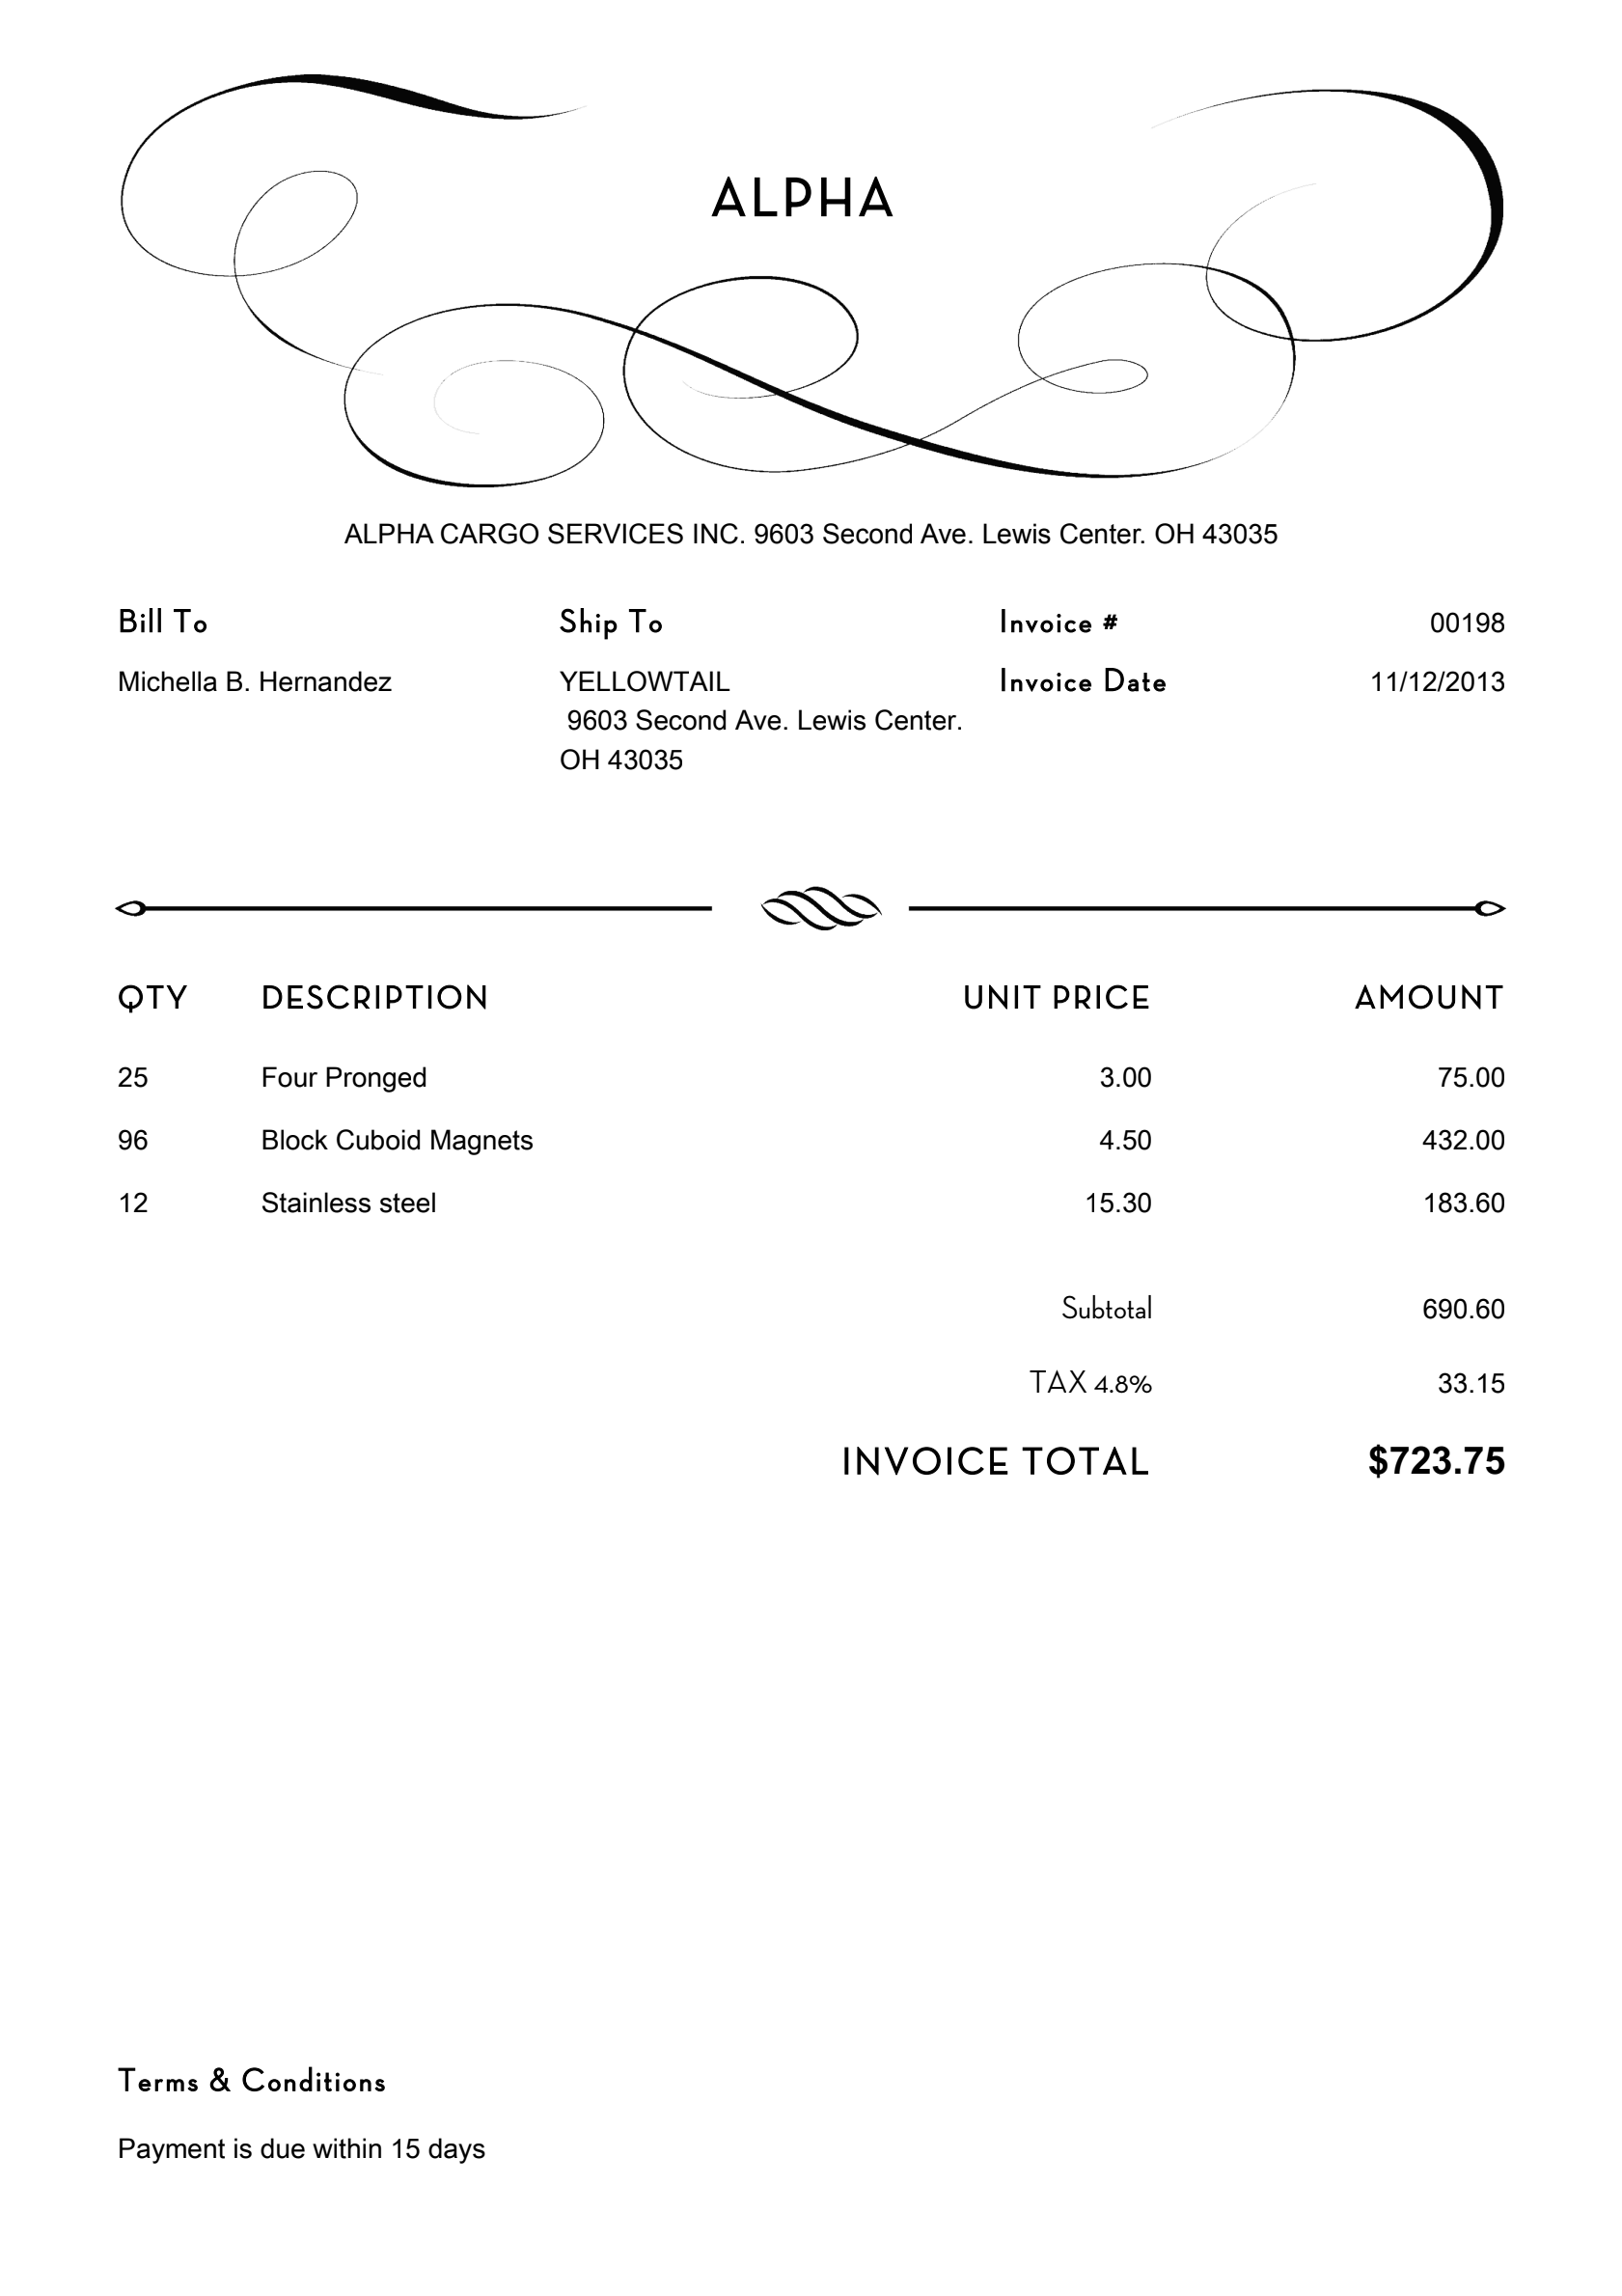 ALPHA
ALPHA CARGO SERVICES INC. 9603 Second Ave. Lewis Center. OH 43035
Bill To
Michella B. Hernandez
Ship To
YELLOWTAIL
9603 Second Ave. Lewis Center.
OH 43035
Invoice # 00198
Invoice Date 11/12/2013
QTY DESCRIPTION UNIT PRICE AMOUNT
25 Four Pronged 3.00 75.00
96 Block Cuboid Magnets 4.50 432.00
12 Stainless steel 15.30 183.60
Subtotal 690.60
TAX 4.8% 33.15
INVOICE TOTAL $723.75
Terms & Conditions
Payment is due within 15 days